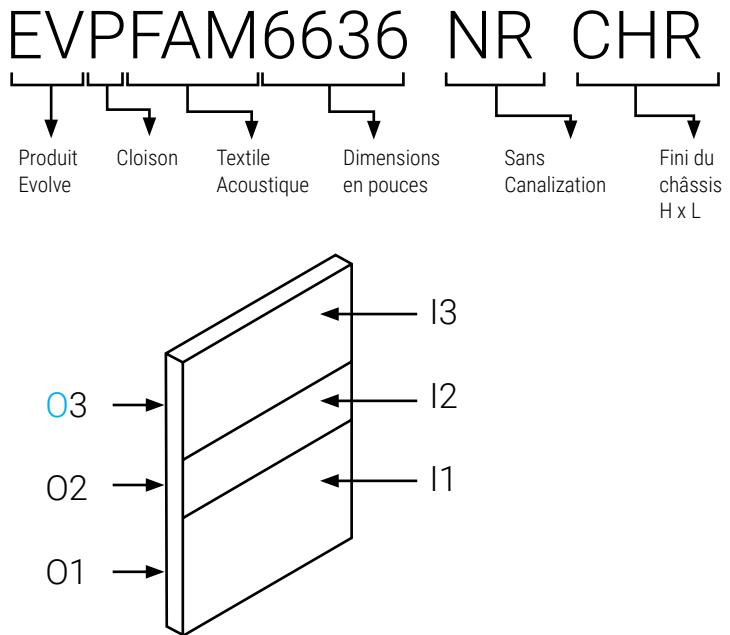 EVPFAM6636 NR CHR
Produit Evolve
Cloison
Textile Acoustique
Dimensions en pouces
Sans Canalization
Fini du châssis H x L
I3
O3
I2
O2
I1
O1